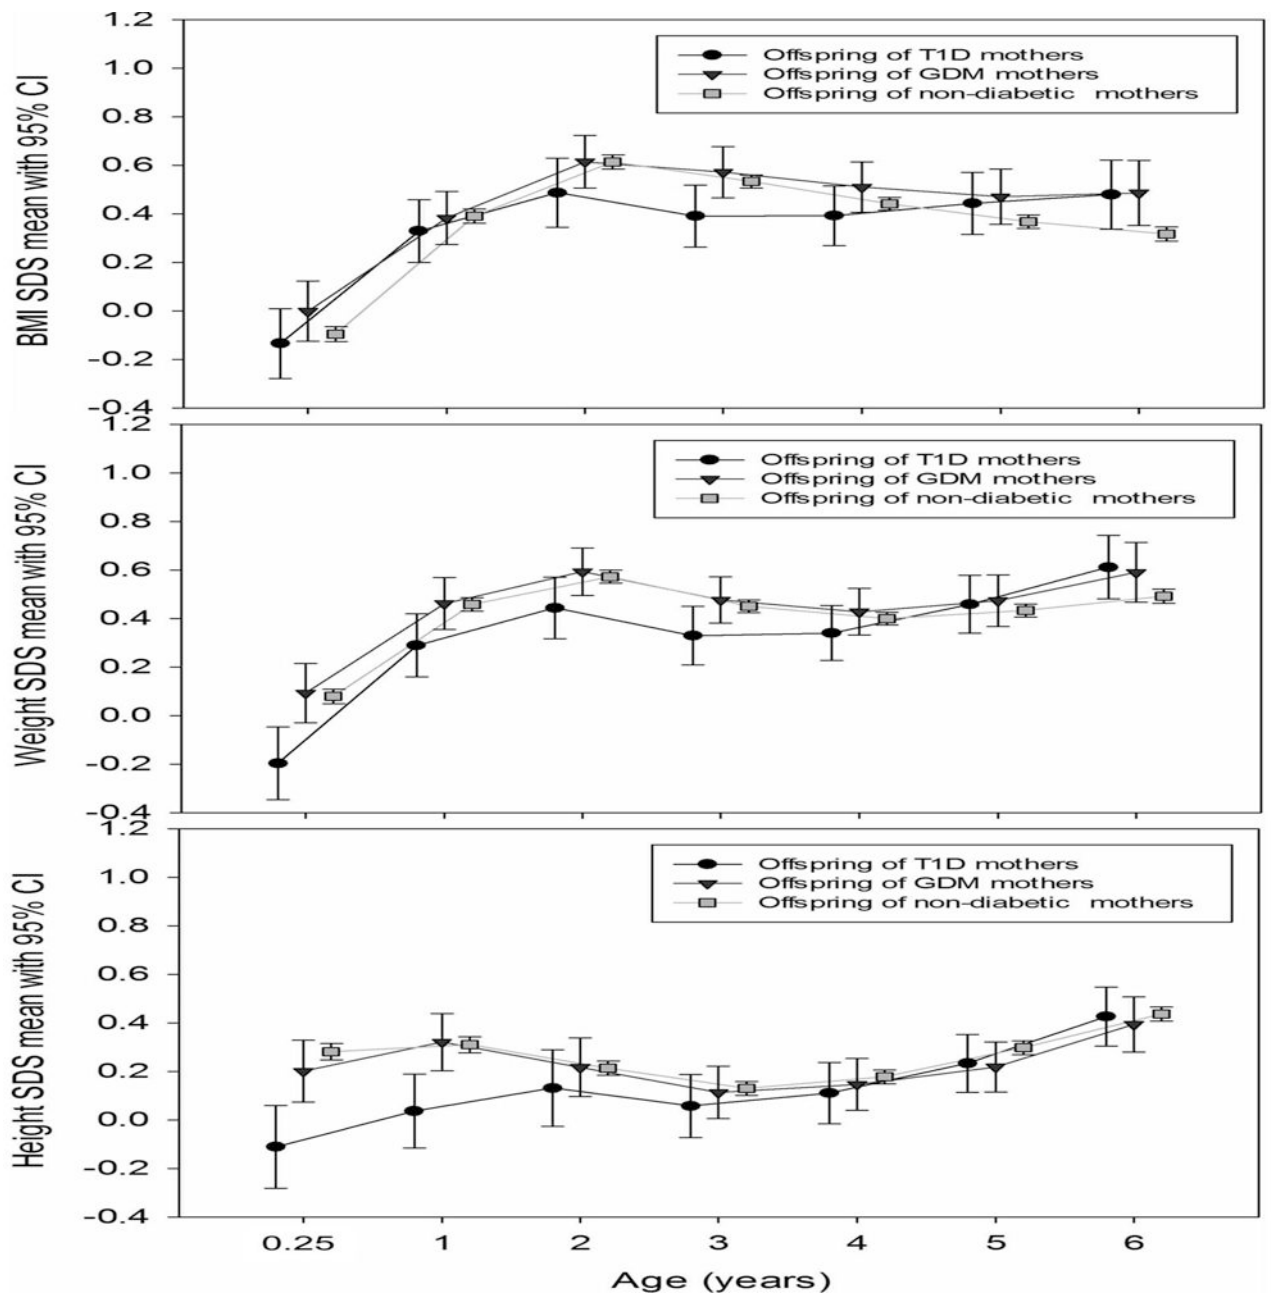 1.2
1.0
0.8
0.6
0.4
0.2
0.0
-0.2
-0.4
BMI SDS mean with 95% CI
Offspring of T1D mothers
Offspring of GDM mothers
Offspring of non-diabetic mothers
1.2
1.0
0.8
0.6
0.4
0.2
0.0
-0.2
-0.4
Weight SDS mean with 95% CI
Offspring of T1D mothers
Offspring of GDM mothers
Offspring of non-diabetic mothers
1.2
1.0
0.8
0.6
0.4
0.2
0.0
-0.2
-0.4
Height SDS mean with 95% CI
Offspring of T1D mothers
Offspring of GDM mothers
Offspring of non-diabetic mothers
0.25 1 2 3 4 5 6
Age (years)